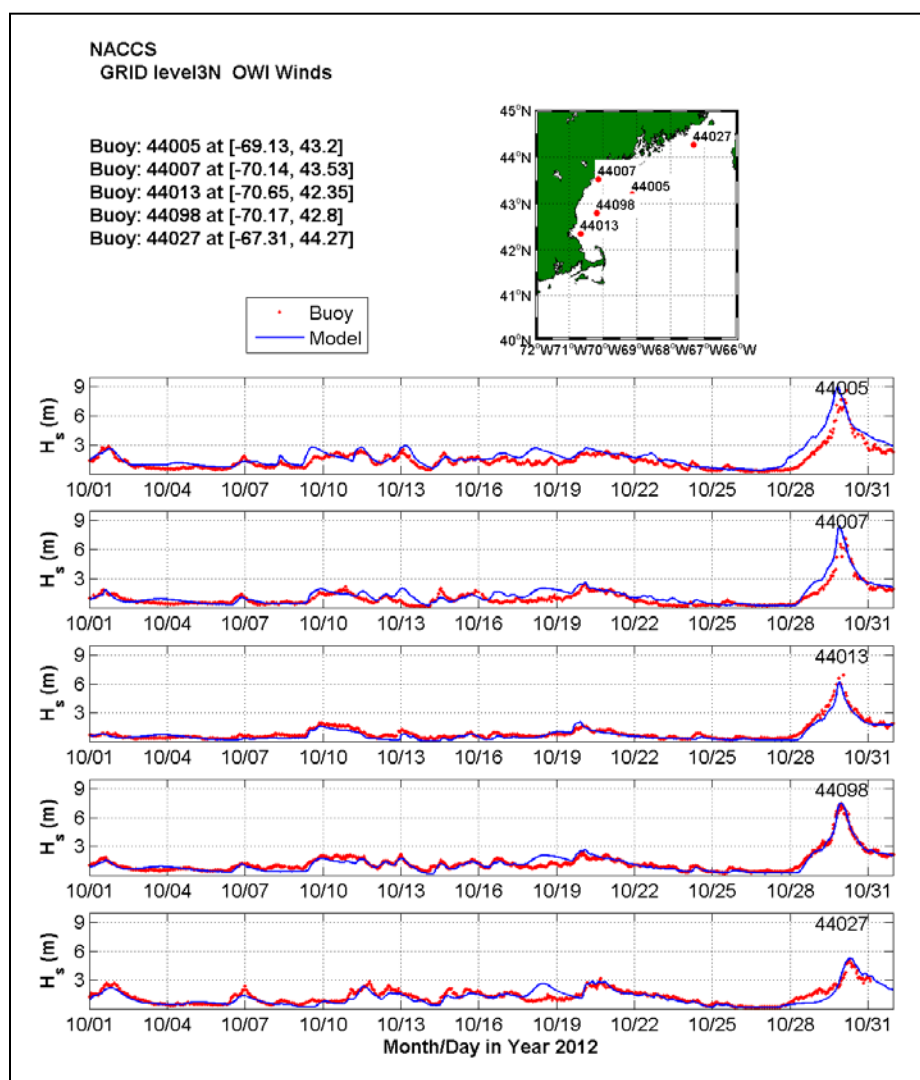 NACCS
GRID level3N OWI Winds
Buoy: 44005 at [-69.13, 43.2]
Buoy: 44007 at [-70.14, 43.53]
Buoy: 44013 at [-70.65, 42.35]
Buoy: 44098 at [-70.17, 42.8]
Buoy: 44027 at [-67.31, 44.27]
45°N
44°N
43°N
42°N
41°N
40°N
72°W71°W70°W69°W68°W67°W66°W
44027
44007
44005
44098
44013
Buoy
Model
44005
H_s (m)
9
6
3
10/01 10/04 10/07 10/10 10/13 10/16 10/19 10/22 10/25 10/28 10/31
44007
H_s (m)
9
6
3
10/01 10/04 10/07 10/10 10/13 10/16 10/19 10/22 10/25 10/28 10/31
44013
H_s (m)
9
6
3
10/01 10/04 10/07 10/10 10/13 10/16 10/19 10/22 10/25 10/28 10/31
44098
H_s (m)
9
6
3
10/01 10/04 10/07 10/10 10/13 10/16 10/19 10/22 10/25 10/28 10/31
44027
H_s (m)
9
6
3
10/01 10/04 10/07 10/10 10/13 10/16 10/19 10/22 10/25 10/28 10/31
Month/Day in Year 2012